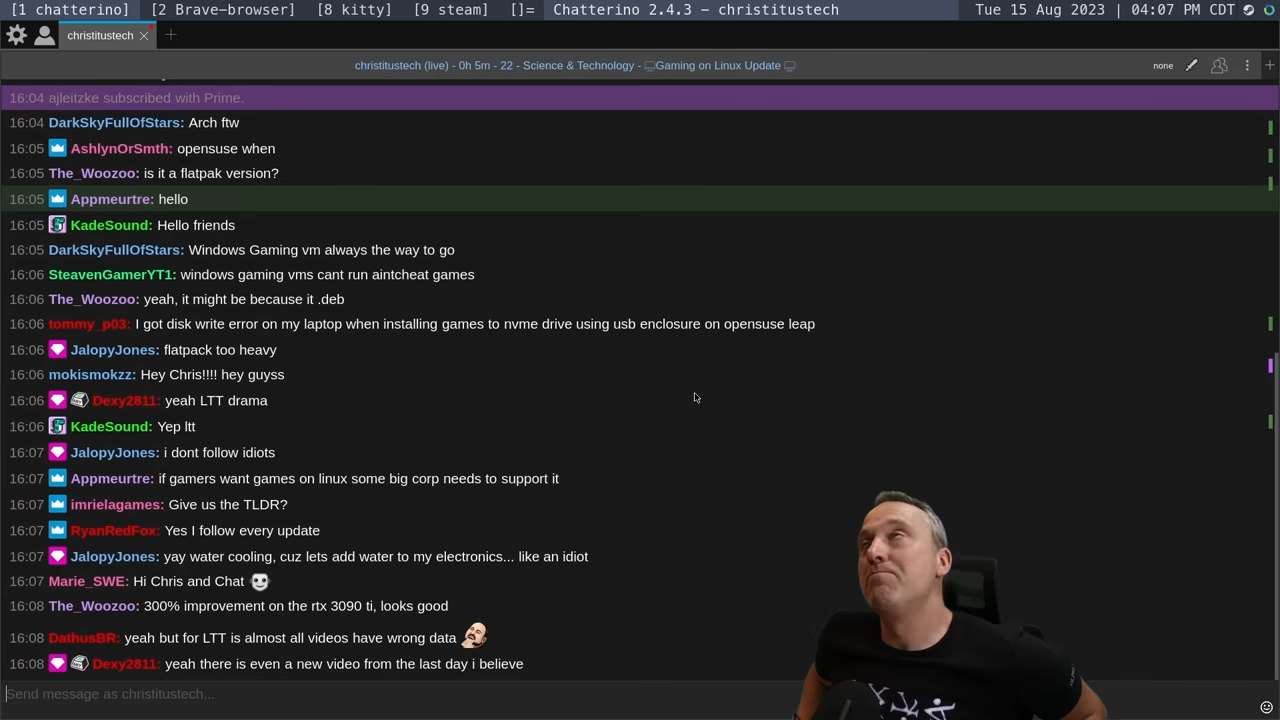 [1 chatterino] [2 Brave-browser] [8 kitty] [9 steam] []= Chatterino 2.4.3 - christitustech Tue 15 Aug 2023 | 04:07 PM CDT
christitustech
christitustech (live) - 0h 5m - 22 - Science & Technology - 🖥️Gaming on Linux Update 🖥️ none
16:04 ajleitzke subscribed with Prime.
16:04 DarkSkyFullOfStars: Arch ftw
16:05 AshlynOrSmth: opensuse when
16:05 The_Woozoo: is it a flatpak version?
16:05 Appmeurtre: hello
16:05 KadeSound: Hello friends
16:05 DarkSkyFullOfStars: Windows Gaming vm always the way to go
16:06 SteavenGamerYT1: windows gaming vms cant run aintcheat games
16:06 The_Woozoo: yeah, it might be because it .deb
16:06 tommy_p03: I got disk write error on my laptop when installing games to nvme drive using usb enclosure on opensuse leap
16:06 JalopyJones: flatpack too heavy
16:06 mokismokzz: Hey Chris!!!! hey guyss
16:06 Dexy2811: yeah LTT drama
16:06 KadeSound: Yep ltt
16:07 JalopyJones: i dont follow idiots
16:07 Appmeurtre: if gamers want games on linux some big corp needs to support it
16:07 imrielagames: Give us the TLDR?
16:07 RyanRedFox: Yes I follow every update
16:07 JalopyJones: yay water cooling, cuz lets add water to my electronics... like an idiot
16:07 Marie_SWE: Hi Chris and Chat
16:08 The_Woozoo: 300% improvement on the rtx 3090 ti, looks good
16:08 DathusBR: yeah but for LTT is almost all videos have wrong data
16:08 Dexy2811: yeah there is even a new video from the last day i believe
Send message as christitustech...